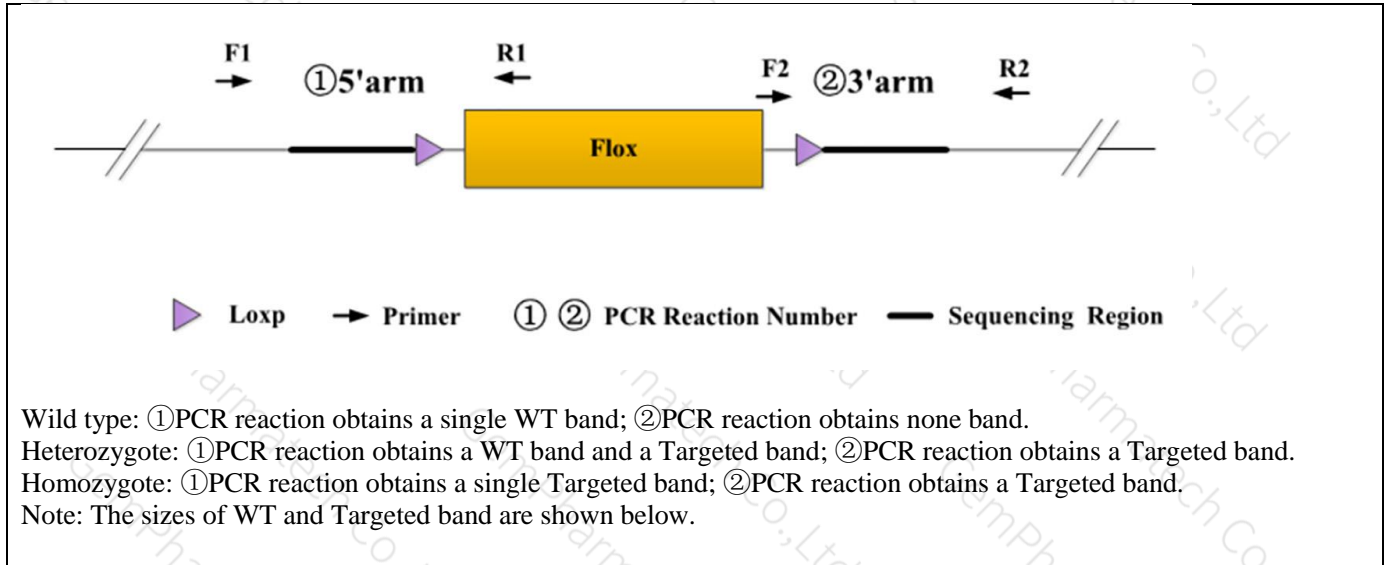 F1 R1 F2 R2
①5'arm ②3'arm
Flox
Loxp Primer ① ② PCR Reaction Number Sequencing Region
Wild type: ①PCR reaction obtains a single WT band; ②PCR reaction obtains none band.
Heterozygote: ①PCR reaction obtains a WT band and a Targeted band; ②PCR reaction obtains a Targeted band.
Homozygote: ①PCR reaction obtains a single Targeted band; ②PCR reaction obtains a Targeted band.
Note: The sizes of WT and Targeted band are shown below.